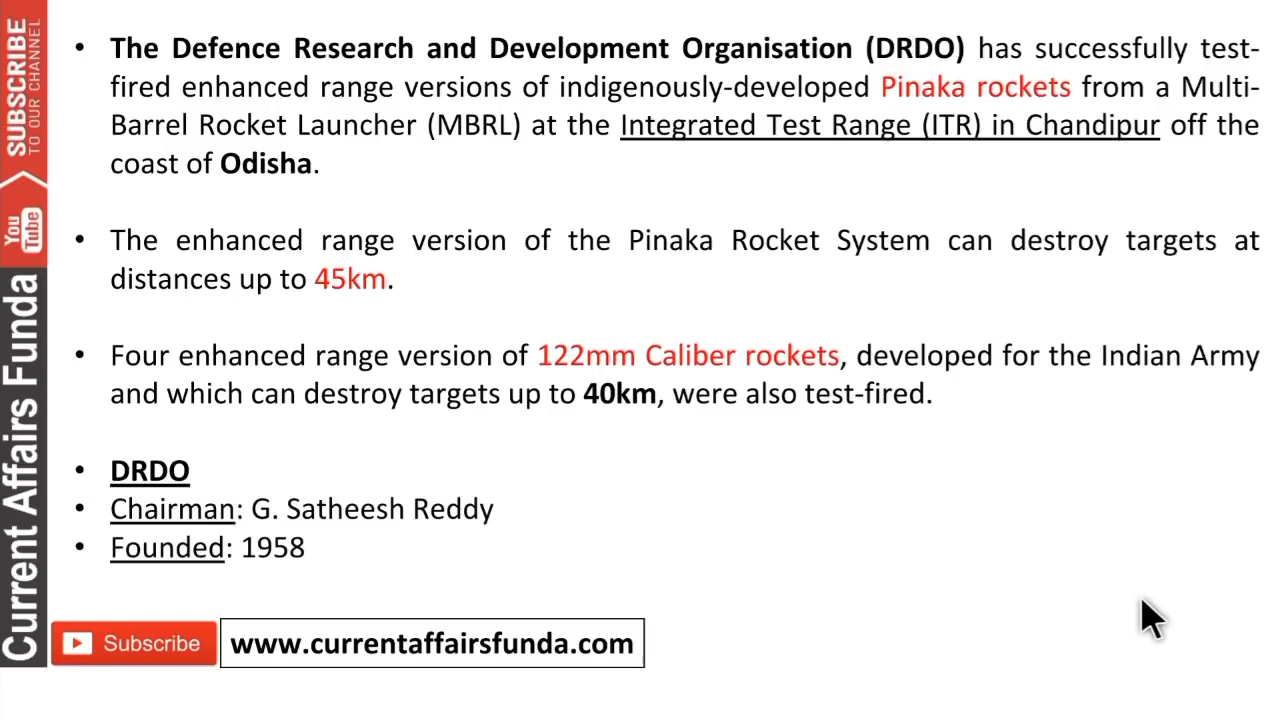 SUBSCRIBE
TO OUR CHANNEL
You
Tube
Current Affairs Funda
• The Defence Research and Development Organisation (DRDO) has successfully test-
fired enhanced range versions of indigenously-developed Pinaka rockets from a Multi-
Barrel Rocket Launcher (MBRL) at the Integrated Test Range (ITR) in Chandipur off the
coast of Odisha.
• The enhanced range version of the Pinaka Rocket System can destroy targets at
distances up to 45km.
• Four enhanced range version of 122mm Caliber rockets, developed for the Indian Army
and which can destroy targets up to 40km, were also test-fired.
• DRDO
• Chairman: G. Satheesh Reddy
• Founded: 1958
Subscribe
www.currentaffairsfunda.com